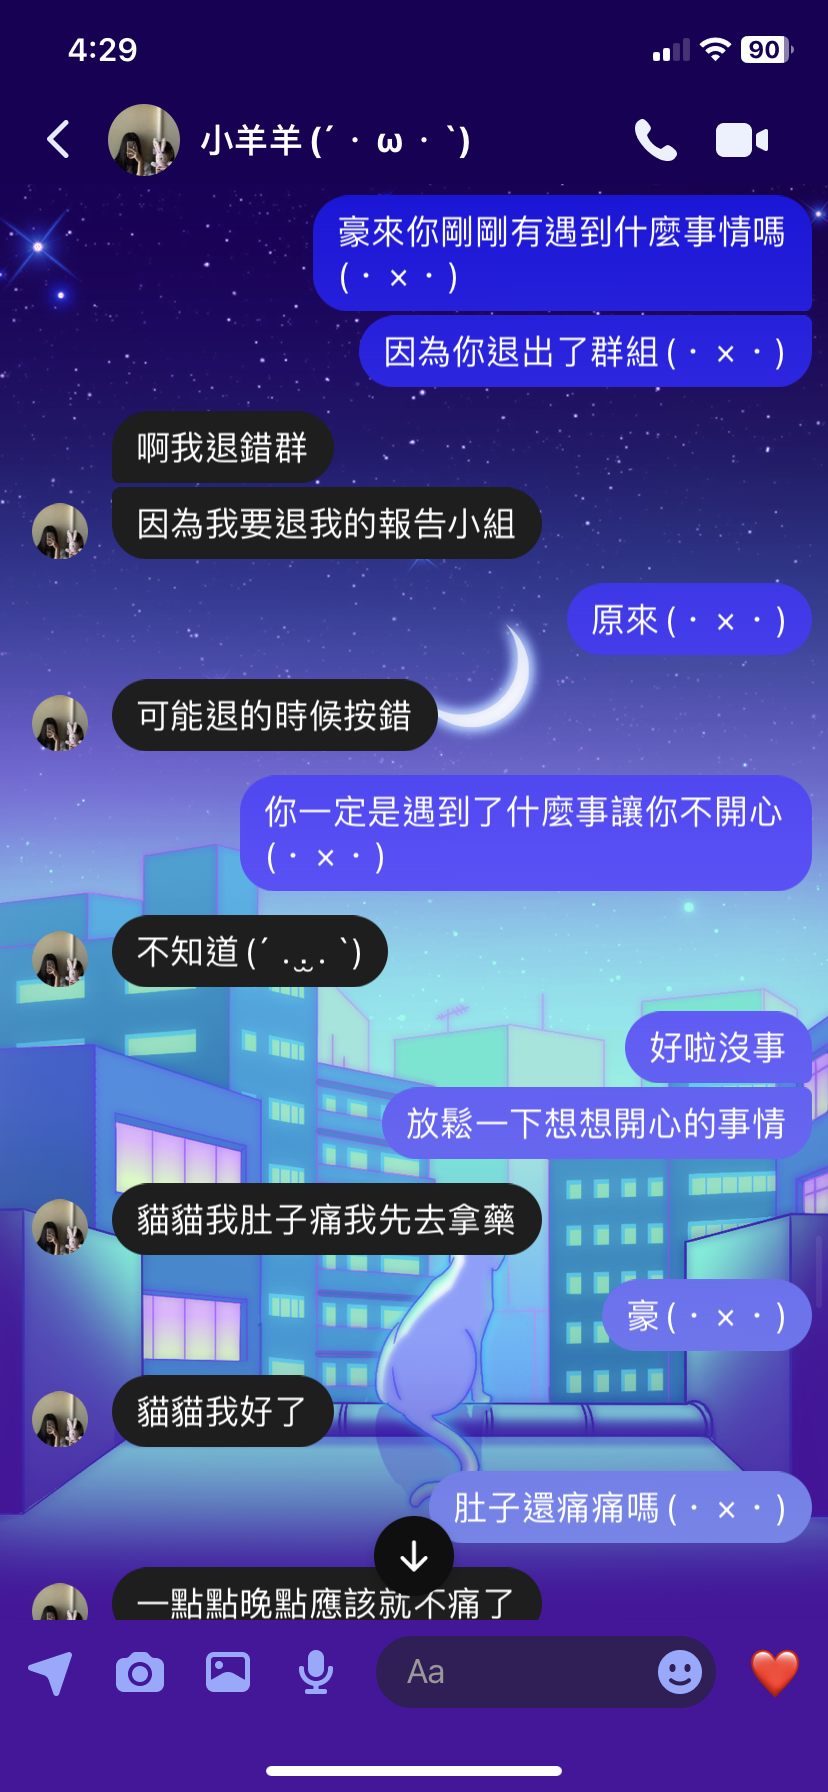 4:29
90
小羊羊 (´・ω・`)
豪來你剛剛有遇到什麼事情嗎
(・×・)
因為你退出了群組 (・×・)
啊我退錯群
因為我要退我的報告小組
原來 (・×・)
可能退的時候按錯
你一定是遇到了什麼事讓你不開心
(・×・)
不知道 (´ . .̫ . `)
好啦沒事
放鬆一下想想開心的事情
貓貓我肚子痛我先去拿藥
豪 (・×・)
貓貓我好了
肚子還痛痛嗎 (・×・)
一點點晚點應該就不痛了
Aa